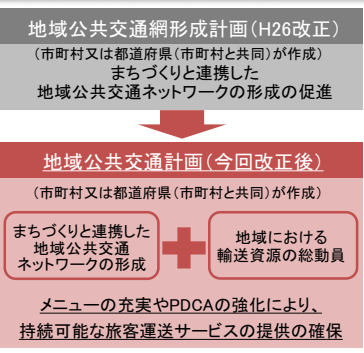 地域公共交通網形成計画（H26改正）
（市町村又は都道府県（市町村と共同）が作成）
まちづくりと連携した
地域公共交通ネットワークの形成の促進
地域公共交通計画（今回改正後）
（市町村又は都道府県（市町村と共同）が作成）
まちづくりと連携した
地域公共交通
ネットワークの形成
地域における
輸送資源の総動員
メニューの充実やPDCAの強化により、
持続可能な旅客運送サービスの提供の確保